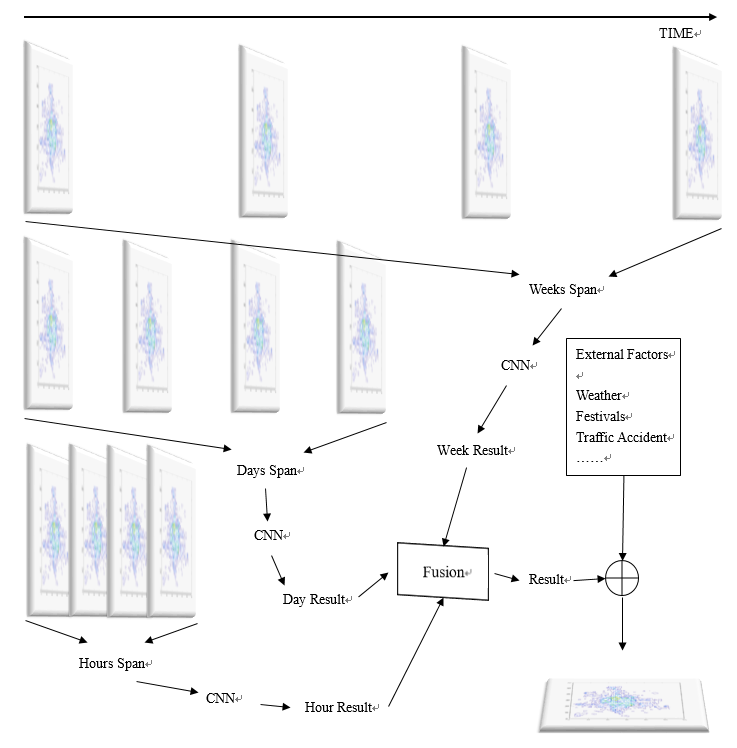 TIME
Weeks Span
External Factors
CNN
Weather
Festivals
Traffic Accident
……
Week Result
Days Span
CNN
Fusion
Result
Day Result
Hours Span
CNN
Hour Result